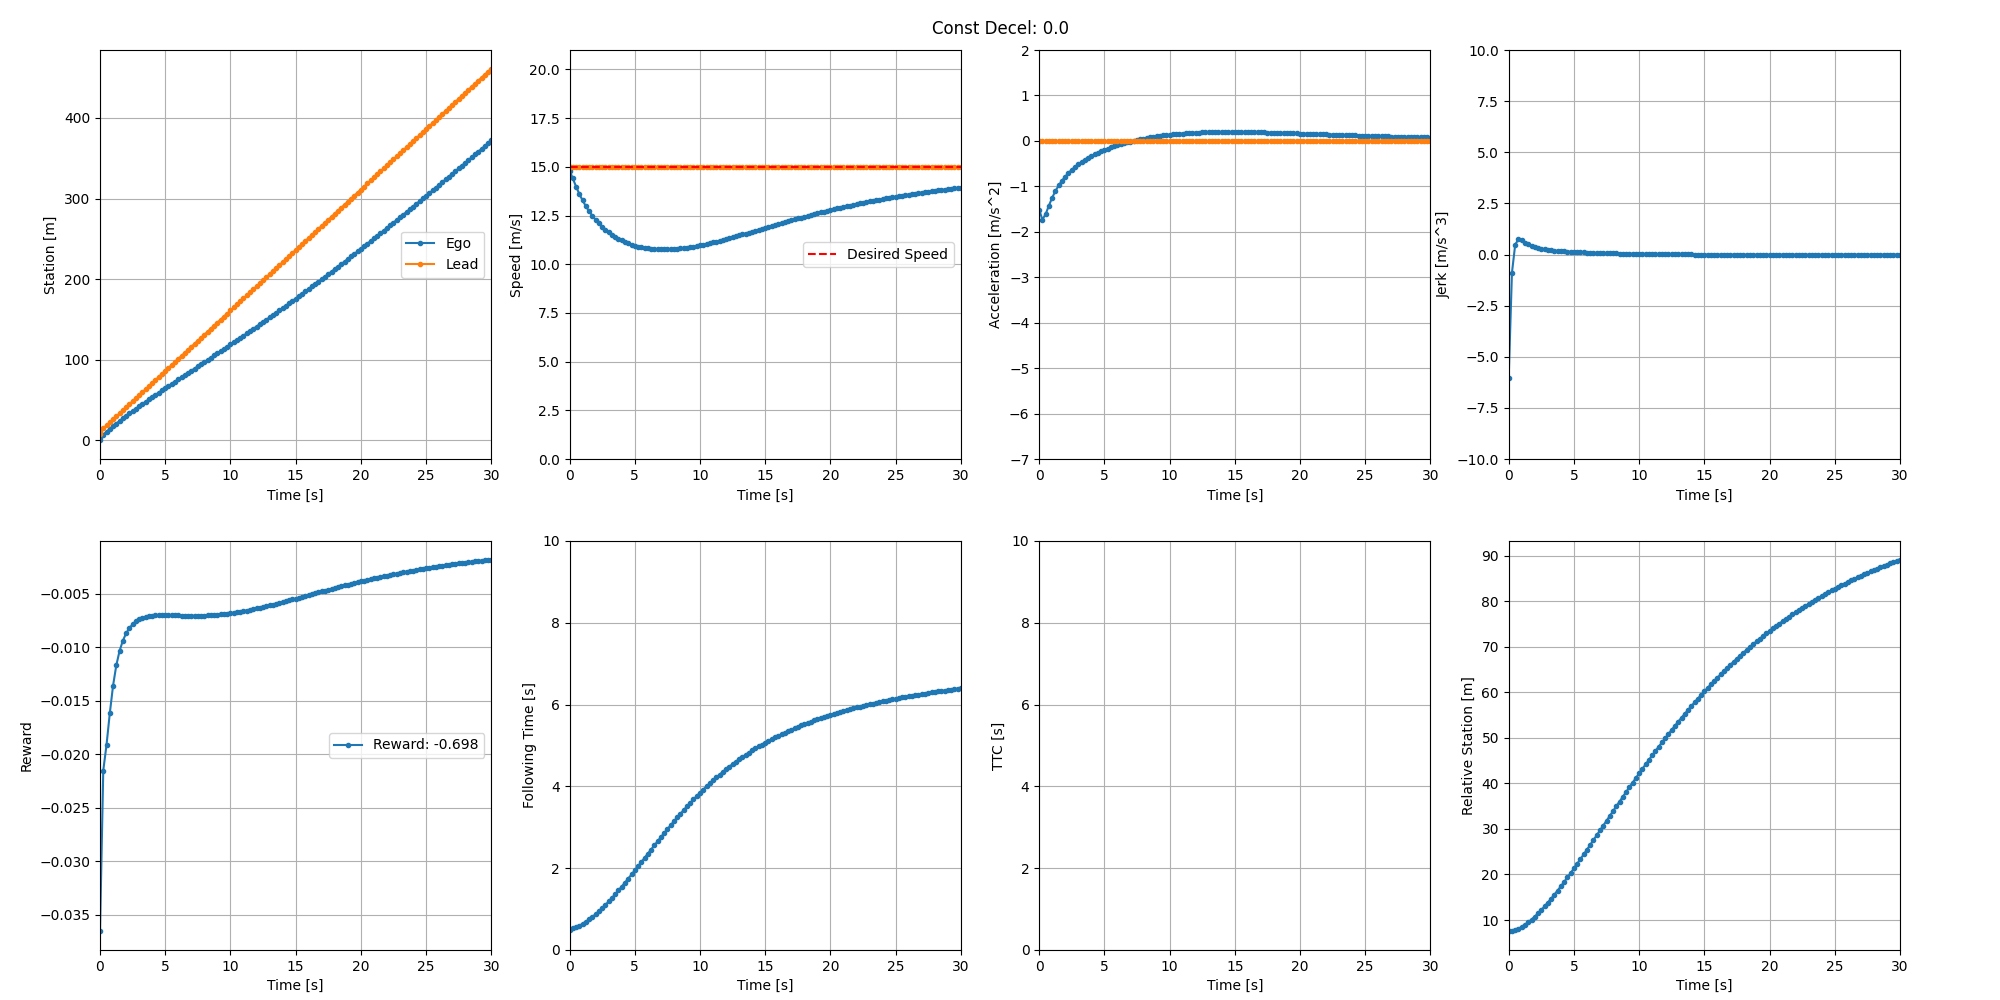 Const Decel: 0.0
Station [m]
400
300
200
100
0
Ego
Lead
0 5 10 15 20 25 30
Time [s]
Speed [m/s]
20.0
17.5
15.0
12.5
10.0
7.5
5.0
2.5
0.0
Desired Speed
0 5 10 15 20 25 30
Time [s]
Acceleration [m/s^2]
2
1
0
−1
−2
−3
−4
−5
−6
−7
0 5 10 15 20 25 30
Time [s]
Jerk [m/s^3]
10.0
7.5
5.0
2.5
0.0
−2.5
−5.0
−7.5
−10.0
0 5 10 15 20 25 30
Time [s]
Reward
−0.005
−0.010
−0.015
−0.020
−0.025
−0.030
−0.035
Reward: -0.698
0 5 10 15 20 25 30
Time [s]
Following Time [s]
10
8
6
4
2
0
0 5 10 15 20 25 30
Time [s]
TTC [s]
10
8
6
4
2
0
0 5 10 15 20 25 30
Time [s]
Relative Station [m]
90
80
70
60
50
40
30
20
10
0 5 10 15 20 25 30
Time [s]